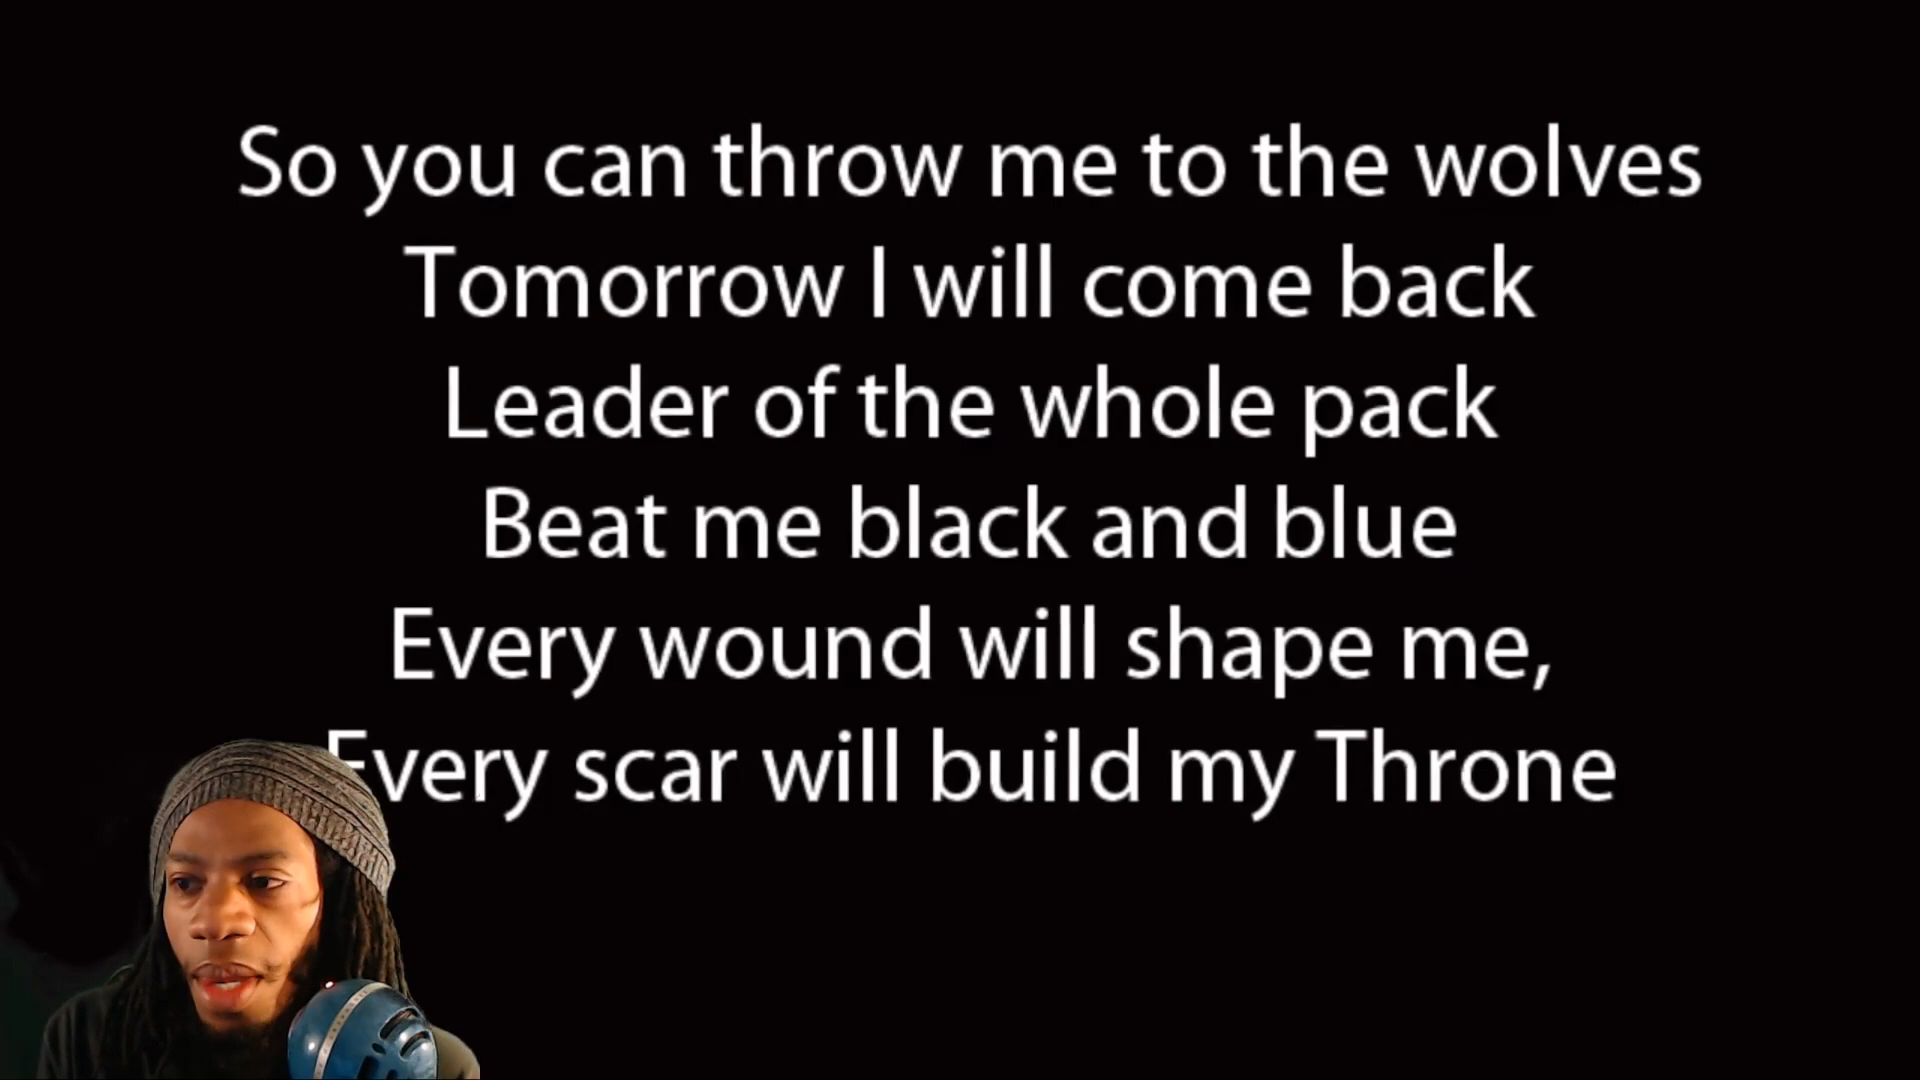 So you can throw me to the wolves
Tomorrow I will come back
Leader of the whole pack
Beat me black and blue
Every wound will shape me,
Every scar will build my Throne